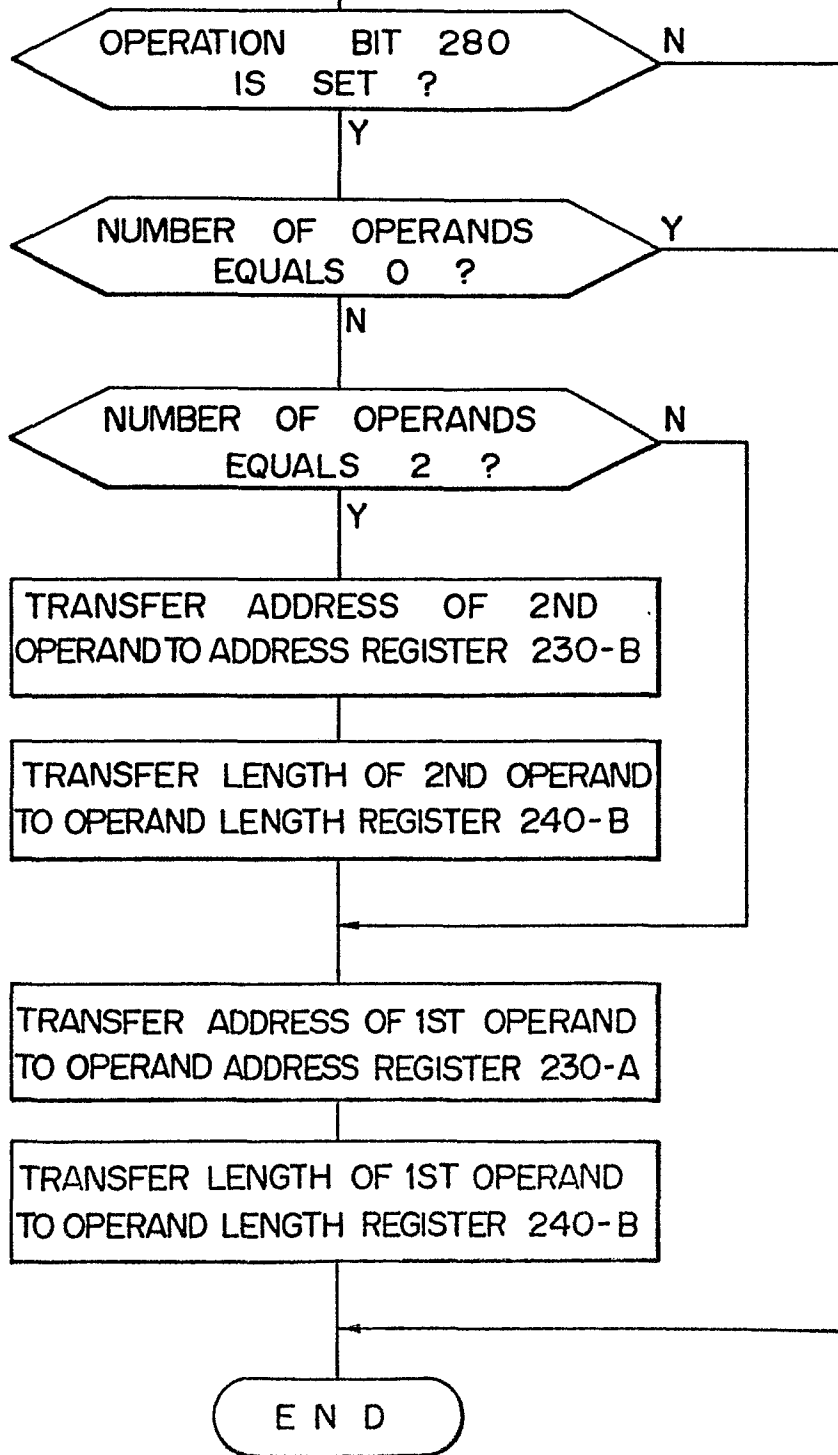 OPERATION BIT 280
IS SET ?
N
Y
NUMBER OF OPERANDS
EQUALS 0 ?
Y
N
NUMBER OF OPERANDS
EQUALS 2 ?
N
Y
TRANSFER ADDRESS OF 2ND
OPERAND TO ADDRESS REGISTER 230-B
TRANSFER LENGTH OF 2ND OPERAND
TO OPERAND LENGTH REGISTER 240-B
TRANSFER ADDRESS OF 1ST OPERAND
TO OPERAND ADDRESS REGISTER 230-A
TRANSFER LENGTH OF 1ST OPERAND
TO OPERAND LENGTH REGISTER 240-B
END